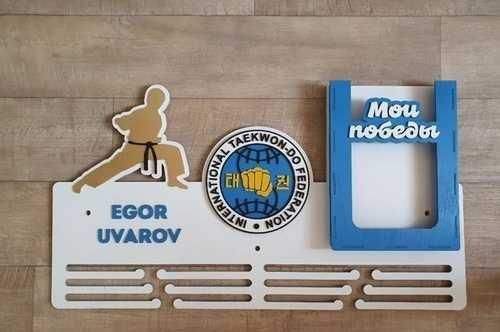 EGOR
UVAROV
INTERNATIONAL TAEKWON-DO FEDERATION
태 권
Мои
победы